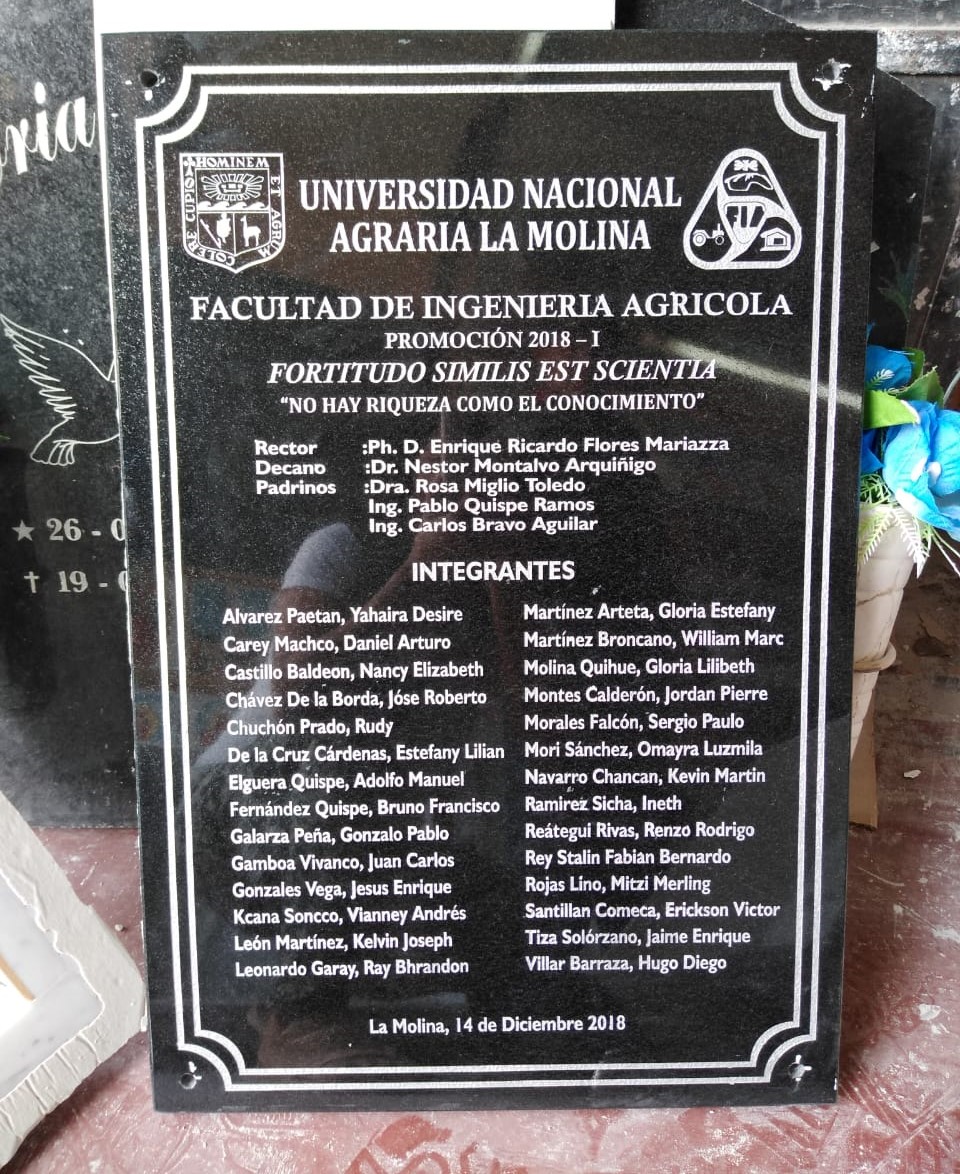 ria
HOMINEM
ET AGRUM
COLERE CUPIO
UNIVERSIDAD NACIONAL
AGRARIA LA MOLINA
FACULTAD DE INGENIERIA AGRICOLA
PROMOCIÓN 2018 – I
FORTITUDO SIMILIS EST SCIENTIA
“NO HAY RIQUEZA COMO EL CONOCIMIENTO”
Rector :Ph. D. Enrique Ricardo Flores Mariazza
Decano :Dr. Nestor Montalvo Arquiñigo
Padrinos :Dra. Rosa Miglio Toledo
Ing. Pablo Quispe Ramos
Ing. Carlos Bravo Aguilar
★ 26 - 0
† 19 - 0
INTEGRANTES
Alvarez Paetan, Yahaira Desire
Carey Machco, Daniel Arturo
Castillo Baldeon, Nancy Elizabeth
Chávez De la Borda, Jóse Roberto
Chuchón Prado, Rudy
De la Cruz Cárdenas, Estefany Lilian
Elguera Quispe, Adolfo Manuel
Fernández Quispe, Bruno Francisco
Galarza Peña, Gonzalo Pablo
Gamboa Vivanco, Juan Carlos
Gonzales Vega, Jesus Enrique
Kcana Soncco, Vianney Andrés
León Martínez, Kelvin Joseph
Leonardo Garay, Ray Bhrandon
Martínez Arteta, Gloria Estefany
Martínez Broncano, William Marc
Molina Quihue, Gloria Lilibeth
Montes Calderón, Jordan Pierre
Morales Falcón, Sergio Paulo
Mori Sánchez, Omayra Luzmila
Navarro Chancan, Kevin Martin
Ramirez Sicha, Ineth
Reátegui Rivas, Renzo Rodrigo
Rey Stalin Fabian Bernardo
Rojas Líno, Mitzi Merling
Santillan Comeca, Erickson Victor
Tiza Solórzano, Jaime Enrique
Villar Barraza, Hugo Diego
La Molina, 14 de Diciembre 2018